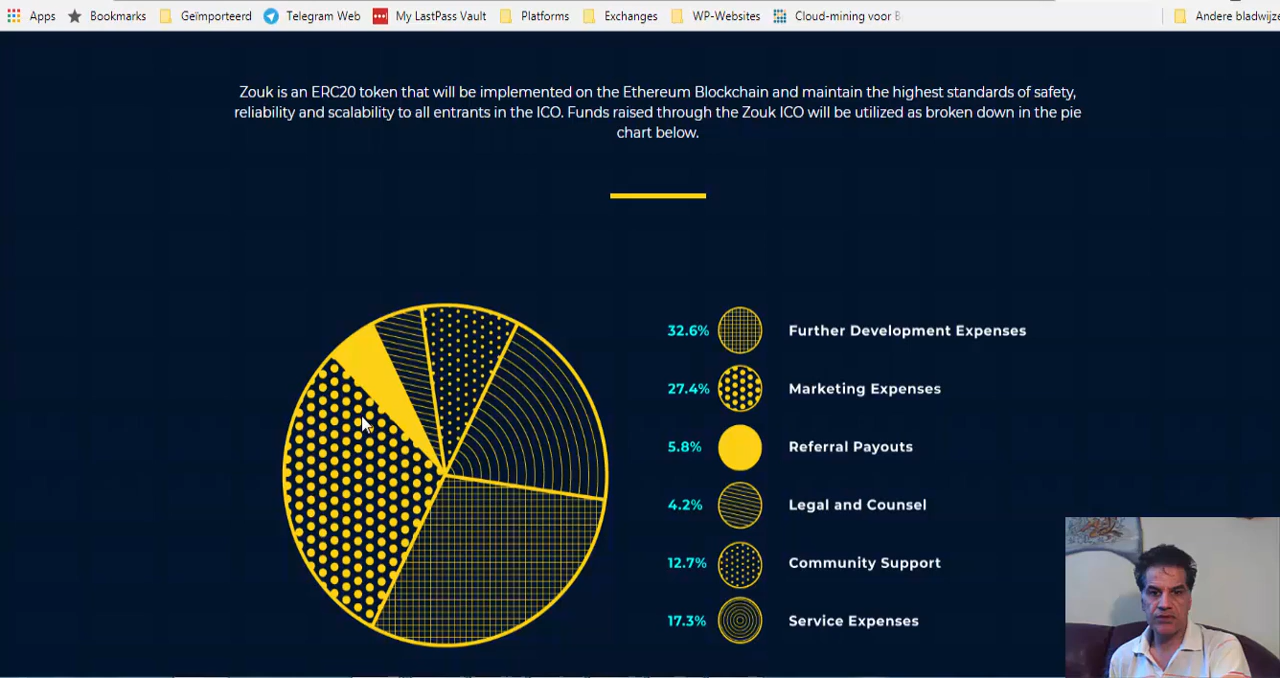 Apps Bookmarks Geïmporteerd Telegram Web My LastPass Vault Platforms Exchanges WP-Websites Cloud-mining voor Andere
Zouk is an ERC20 token that will be implemented on the Ethereum Blockchain and maintain the highest standards of safety,
reliability and scalability to all entrants in the ICO. Funds raised through the Zouk ICO will be utilized as broken down in the pie
chart below.
32.6% Further Development Expenses
27.4% Marketing Expenses
5.8% Referral Payouts
4.2% Legal and Counsel
12.7% Community Support
17.3% Service Expenses